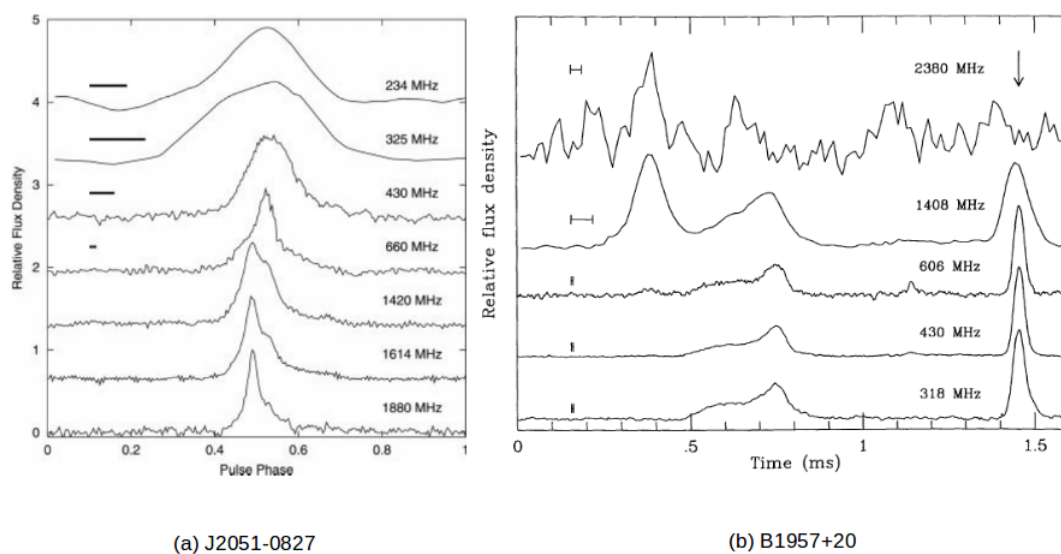 5
4
3
2
1
0
Relative Flux Density
234 MHz
325 MHz
430 MHz
660 MHz
1420 MHz
1614 MHz
1880 MHz
0 0.2 0.4 0.6 0.8 1
Pulse Phase
Relative flux density
2380 MHz
1408 MHz
606 MHz
430 MHz
318 MHz
0 .5 1 1.5
Time (ms)
(a) J2051-0827
(b) B1957+20